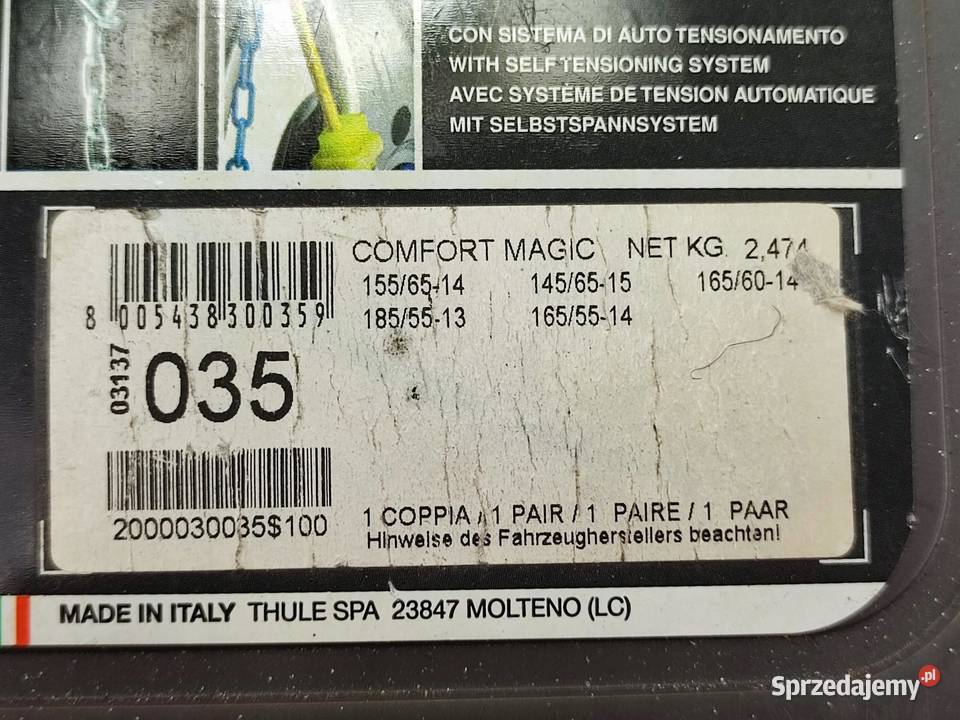 CON SISTEMA DI AUTO TENSIONAMENTO
WITH SELF TENSIONING SYSTEM
AVEC SYSTÈME DE TENSION AUTOMATIQUE
MIT SELBSTSPANNSYSTEM
COMFORT MAGIC NET KG. 2,474
155/65-14 145/65-15 165/60-14
185/55-13 165/55-14
8 005438 300359
03137
035
2000030035$100
1 COPPIA / 1 PAIR / 1 PAIRE / 1 PAAR
Hinweise des Fahrzeugherstellers beachten!
MADE IN ITALY THULE SPA 23847 MOLTENO (LC)
Sprzedajemy.pl